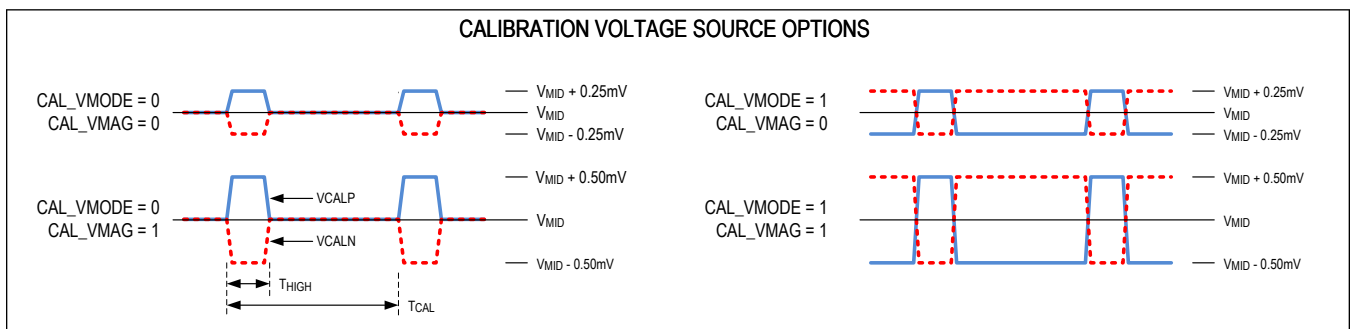 CALIBRATION VOLTAGE SOURCE OPTIONS
CAL_VMODE = 0
CAL_VMAG = 0
VMID + 0.25mV
VMID
VMID - 0.25mV
CAL_VMODE = 0
CAL_VMAG = 1
VCALP
VCALN
VMID + 0.50mV
VMID
VMID - 0.50mV
THIGH
TCAL
CAL_VMODE = 1
CAL_VMAG = 0
VMID + 0.25mV
VMID
VMID - 0.25mV
CAL_VMODE = 1
CAL_VMAG = 1
VMID + 0.50mV
VMID
VMID - 0.50mV